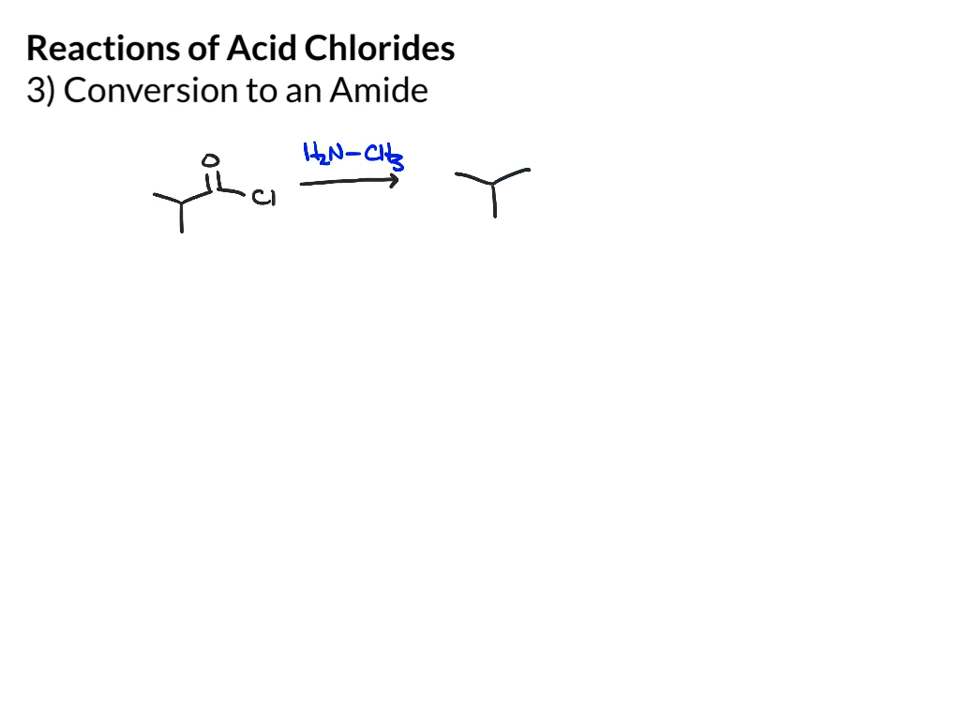 Reactions of Acid Chlorides
3) Conversion to an Amide
H₂N-CH₃
O
Cl